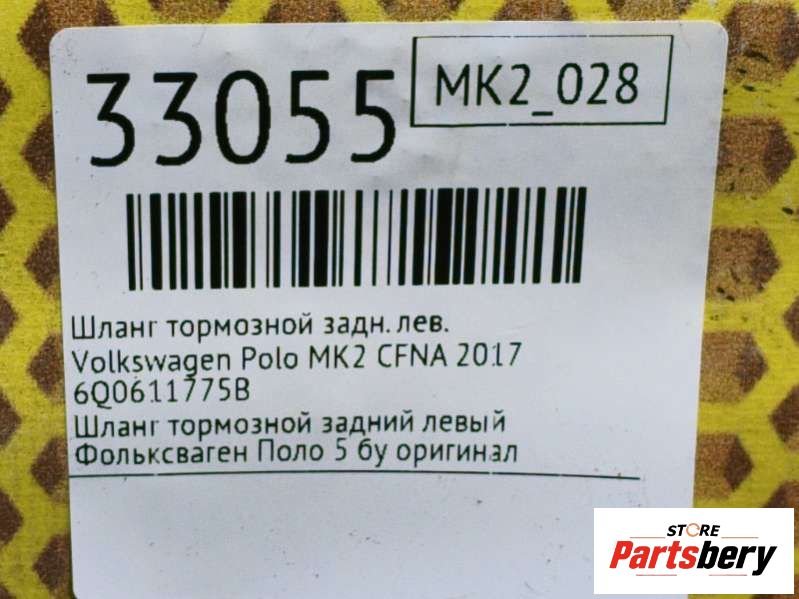 33055
MK2_028
Шланг тормозной задн. лев.
Volkswagen Polo MK2 CFNA 2017
6Q0611775B
Шланг тормозной задний левый
Фольксваген Поло 5 бу оригинал
STORE
Partsbery